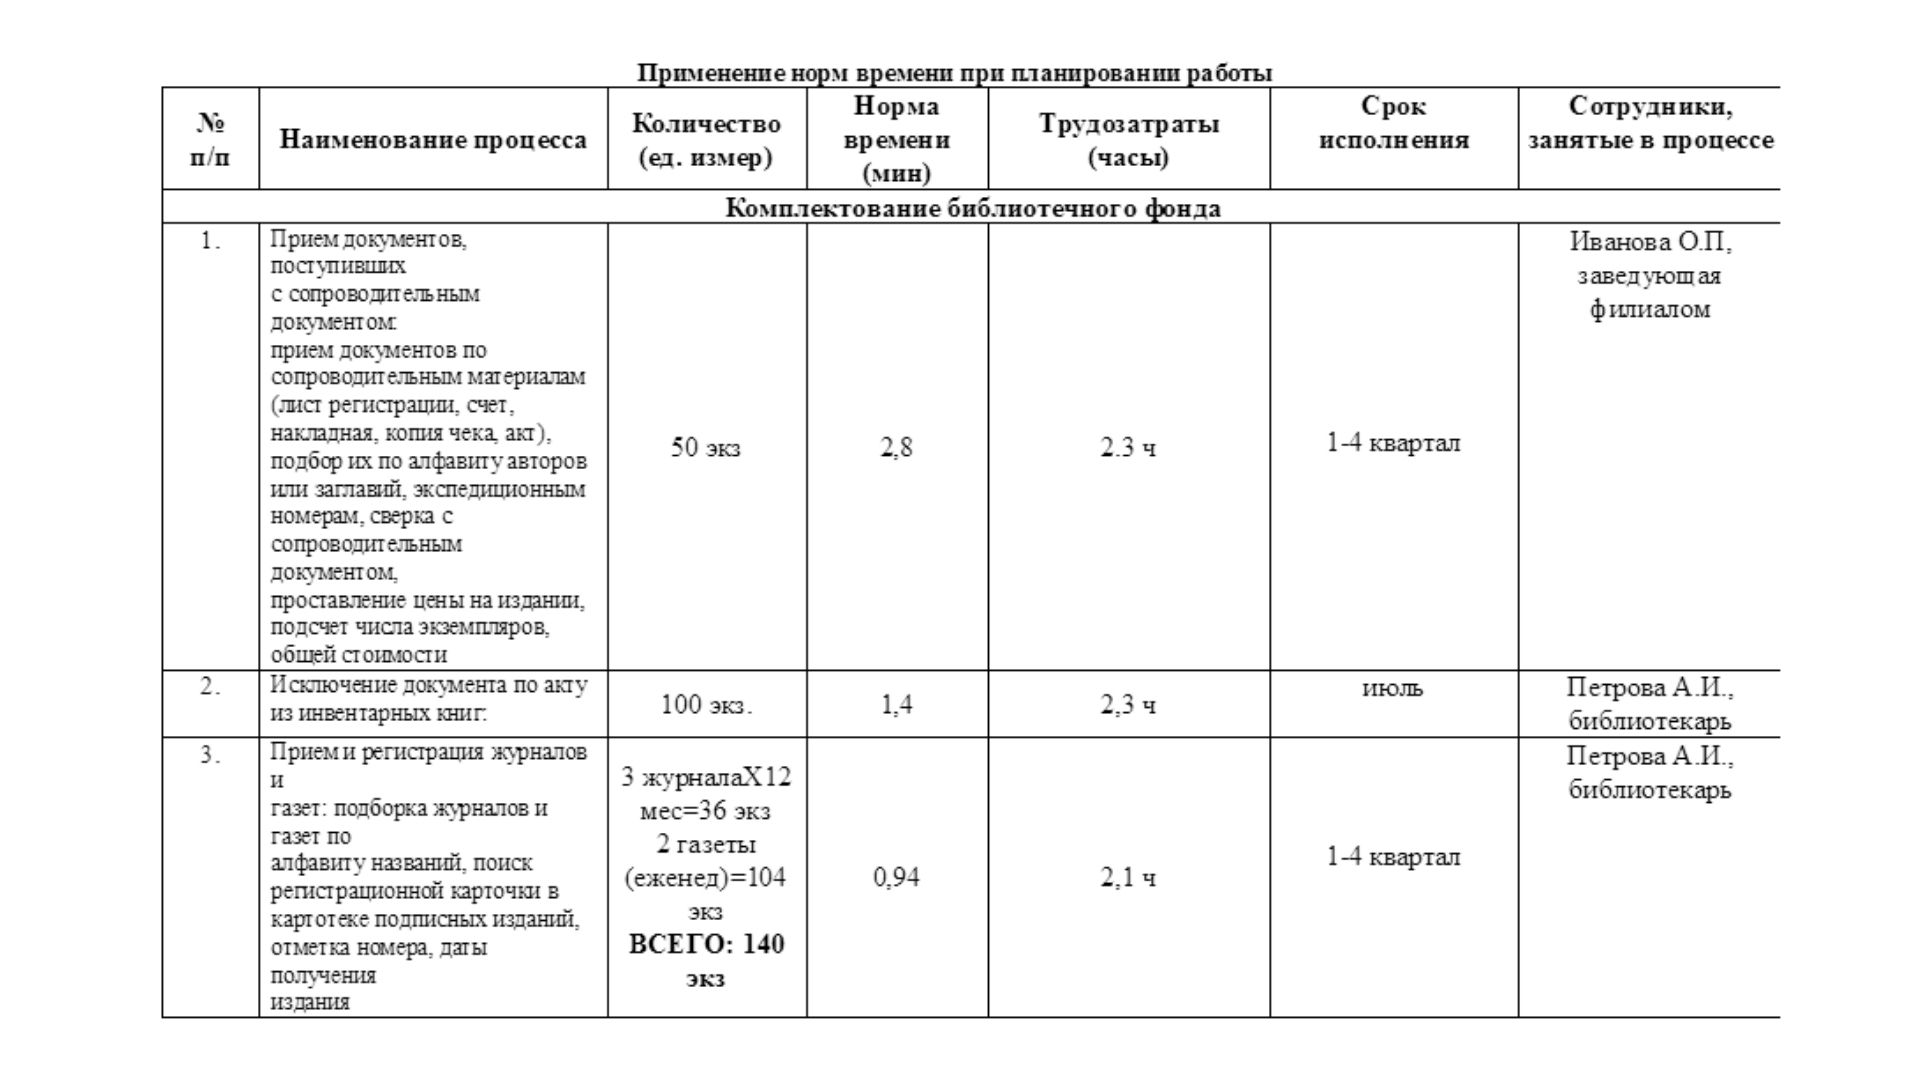 Применение норм времени при планировании работы
№
п/п
Наименование процесса
Количество
(ед. измер)
Норма
времени
(мин)
Трудозатраты
(часы)
Срок
исполнения
Сотрудники,
занятые в процессе
Комплектование библиотечного фонда
1.
Прием документов,
поступивших
с сопроводительным
документом:
прием документов по
сопроводительным материалам
(лист регистрации, счет,
накладная, копия чека, акт),
подбор их по алфавиту авторов
или заглавий, экспедиционным
номерам, сверка с
сопроводительным
документом,
проставление цены на издании,
подсчет числа экземпляров,
общей стоимости
50 экз
2,8
2.3 ч
1-4 квартал
Иванова О.П,
заведующая
филиалом
2.
Исключение документа по акту
из инвентарных книг:
100 экз.
1,4
2,3 ч
июль
Петрова А.И.,
библиотекарь
3.
Прием и регистрация журналов
и
газет: подборка журналов и
газет по
алфавиту названий, поиск
регистрационной карточки в
картотеке подписных изданий,
отметка номера, даты
получения
издания
3 журналаХ12
мес=36 экз
2 газеты
(еженед)=104
экз
ВСЕГО: 140
экз
0,94
2,1 ч
1-4 квартал
Петрова А.И.,
библиотекарь